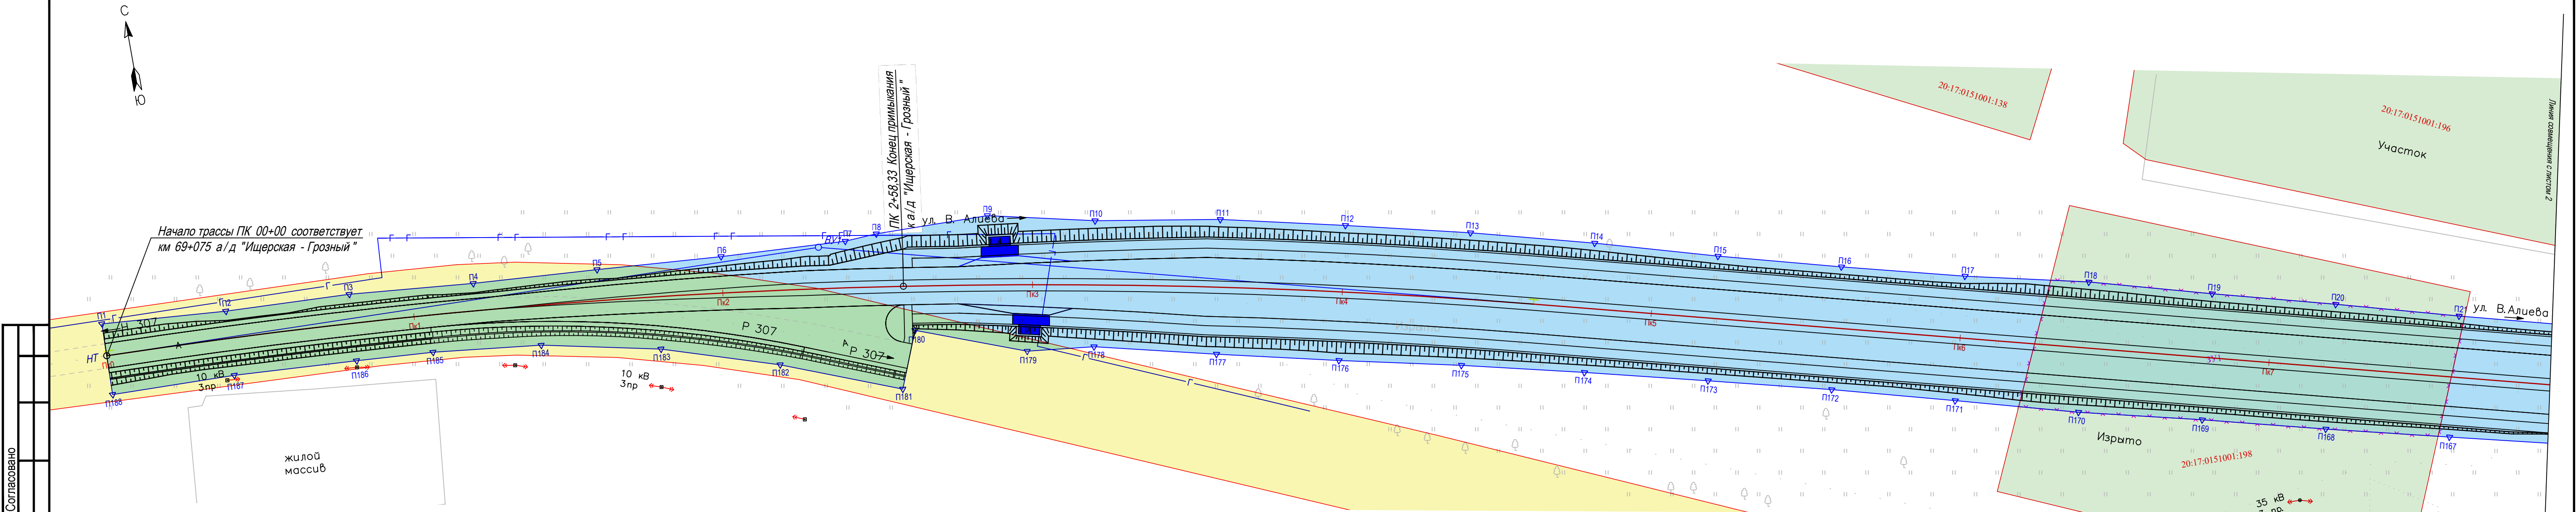 С
Ю
Начало трассы ПК 00+00 соответствует
км 69+075 а/д "Ищерская - Грозный"
ПК 2+58,33 Конец примыкания
к а/д "Ищерская - Грозный"
ул. В. Алиева
20:17:0151001:138
20:17:0151001:196
Участок
Линия совмещения с листом 2
П1
П2
П3
П4
П5
П6
П7
П8
П9
П10
П11
П12
П13
П14
П15
П16
П17
П18
П19
П20
П21
ул. В.Алиева
ВУ1
Г
Г
Г
Г
Г
Г
Г
Г
Н 307
А
НТ
Пк1
Пк2
Пк3
Пк4
Пк5
Пк6
Пк7
Р 307
А
Р 307
Изрыто
П188
П187
П186
П185
П184
П183
П182
П181
П180
П179
П178
П177
П176
П175
П174
П173
П172
П171
П170
П169
П168
П167
10 кВ
3пр
10 кВ
3пр
жилой
массив
Изрыто
20:17:0151001:198
35 кВ
Согласовано